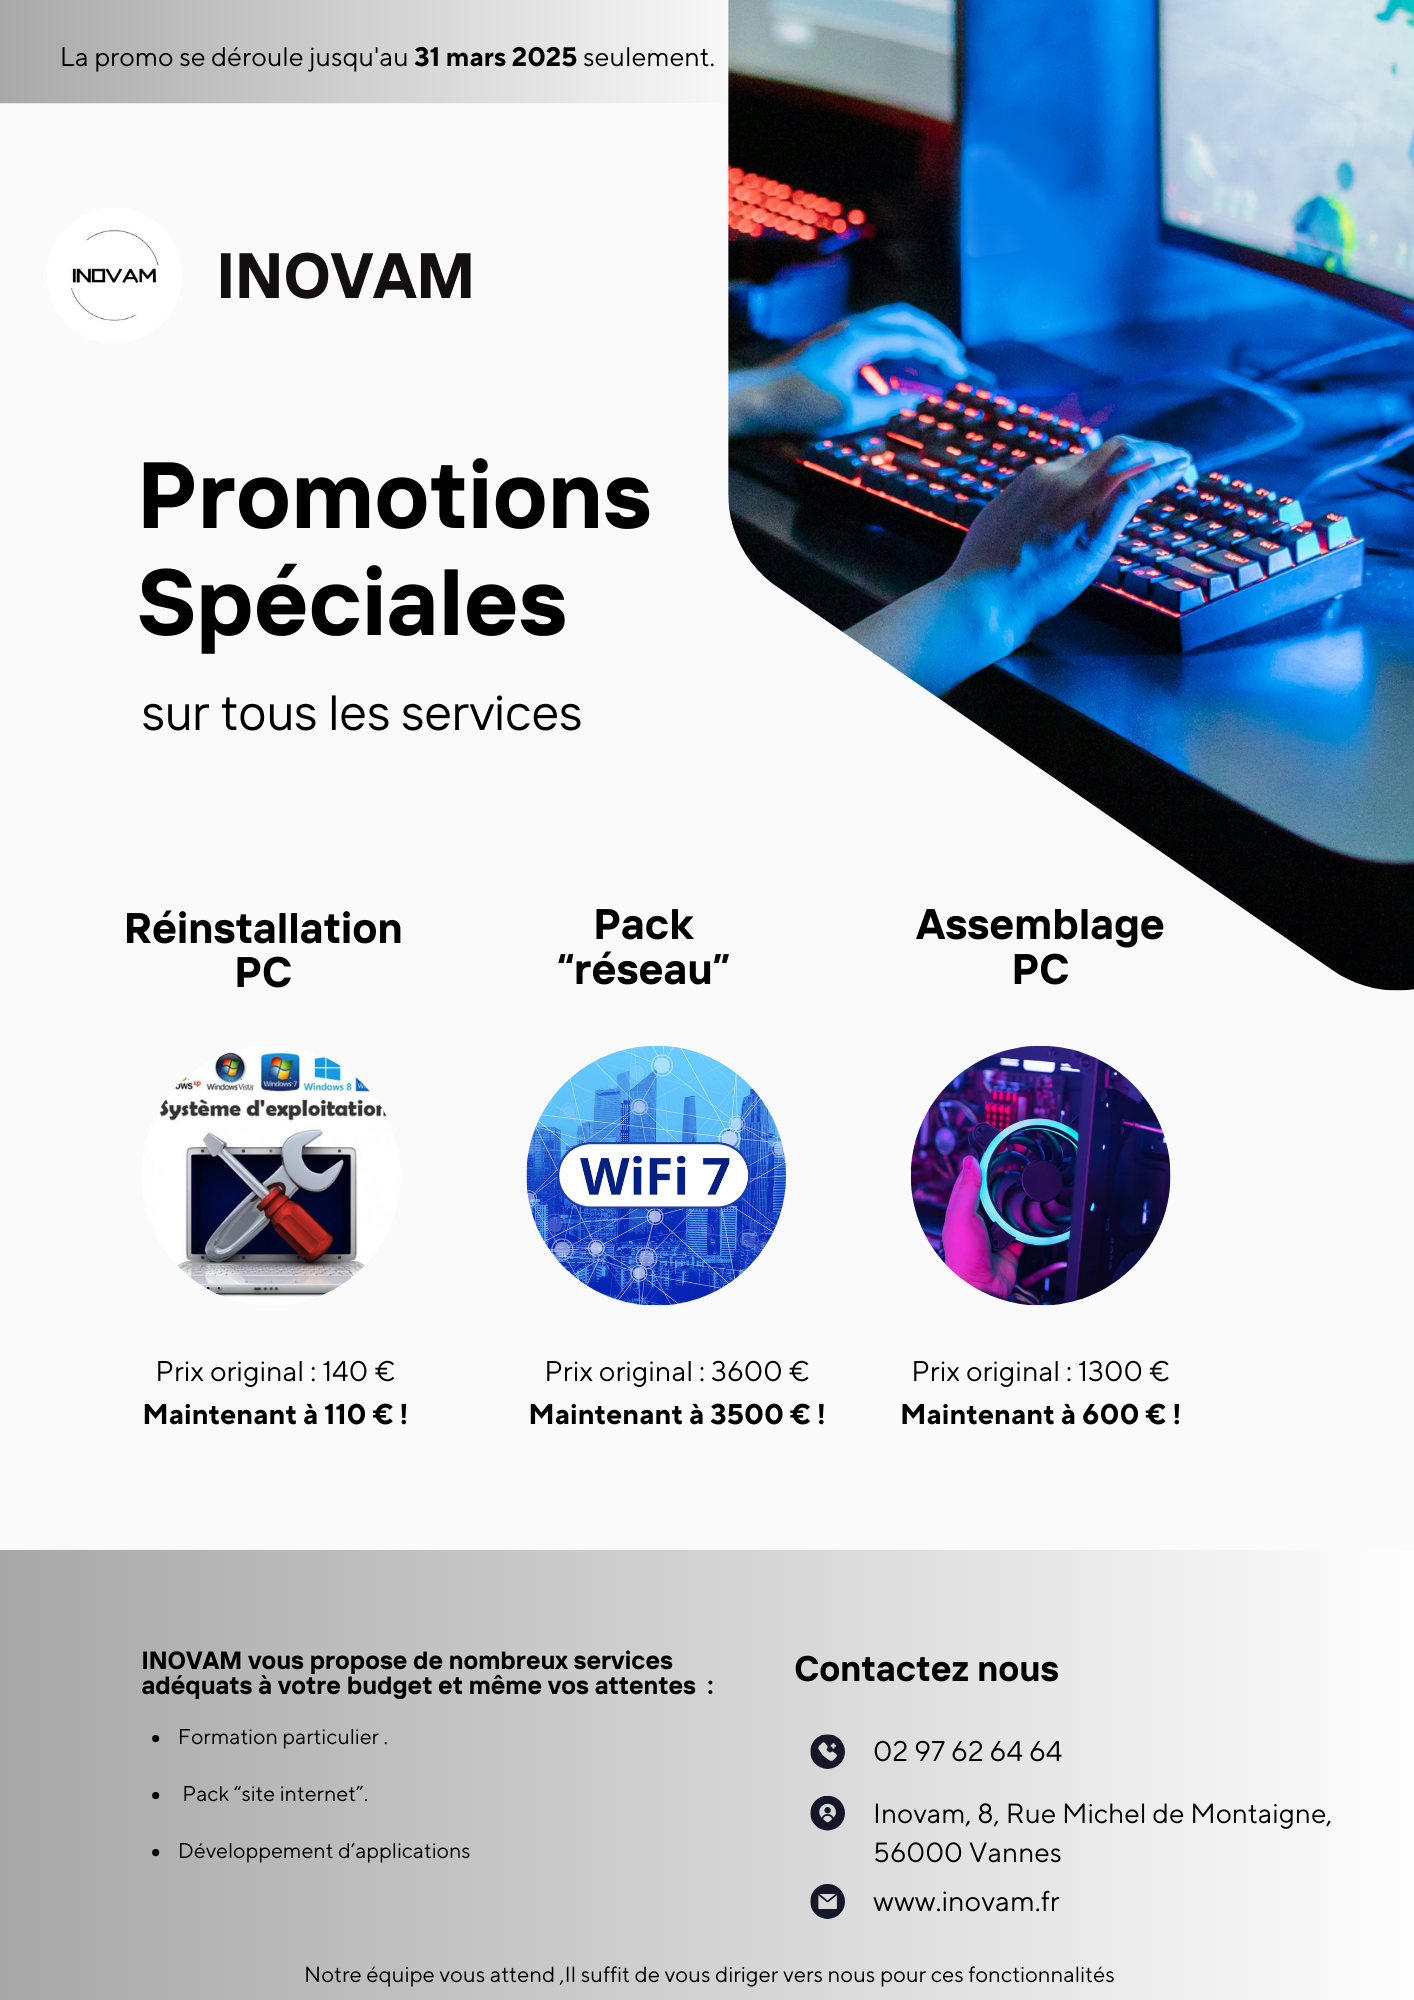 La promo se déroule jusqu'au 31 mars 2025 seulement.
INOVAM
INOVAM
Promotions
Spéciales
sur tous les services
Réinstallation
PC
Pack
“réseau”
Assemblage
PC
Windows Vista
Windows 7
Windows 8
Système d'exploitation
WiFi 7
Prix original : 140 €
Maintenant à 110 € !
Prix original : 3600 €
Maintenant à 3500 € !
Prix original : 1300 €
Maintenant à 600 € !
INOVAM vous propose de nombreux services
adéquats à votre budget et même vos attentes  :
• Formation particulier .
• Pack “site internet”.
• Développement d’applications
Contactez nous
02 97 62 64 64
Inovam, 8, Rue Michel de Montaigne,
56000 Vannes
www.inovam.fr
Notre équipe vous attend ,Il suffit de vous diriger vers nous pour ces fonctionnalités